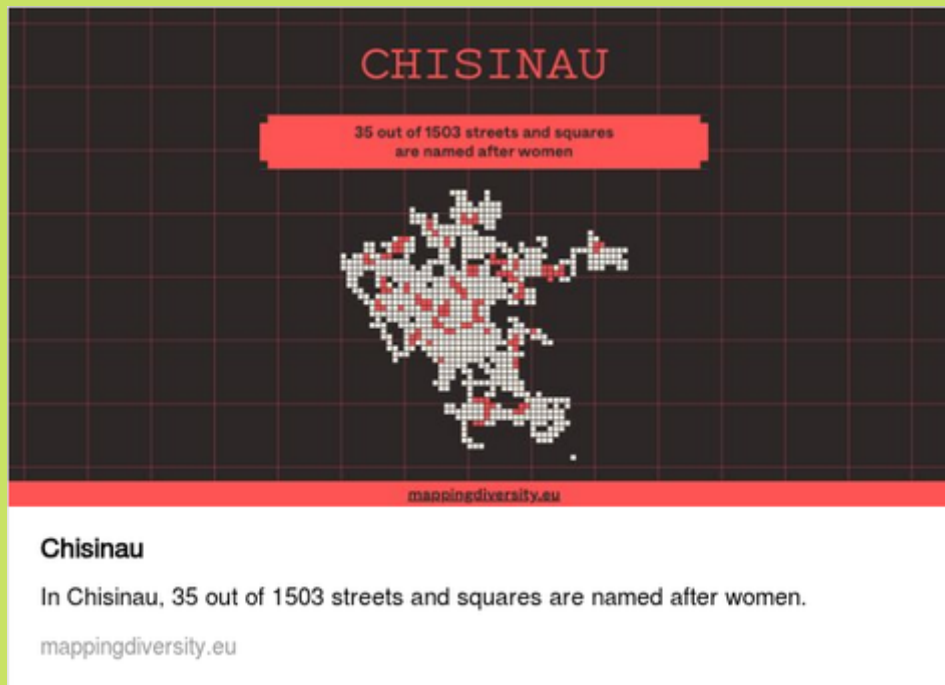 CHISINAU
35 out of 1503 streets and squares
are named after women
mappingdiversity.eu
Chisinau
In Chisinau, 35 out of 1503 streets and squares are named after women.
mappingdiversity.eu